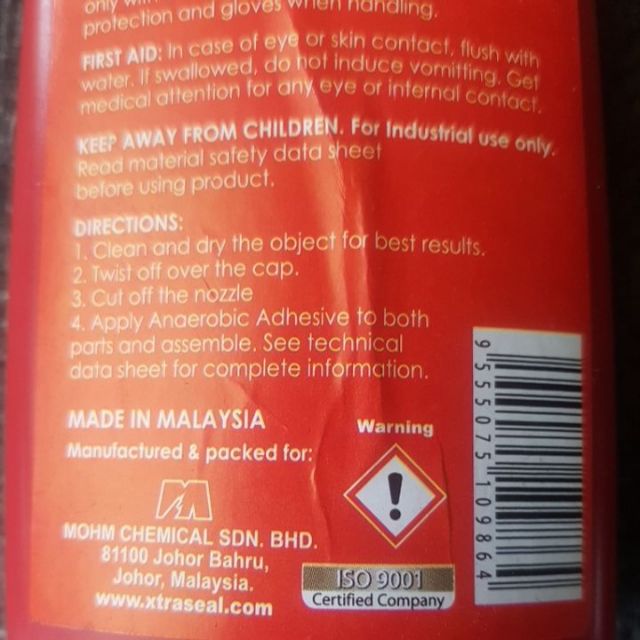 only
protection and gloves when handling.
FIRST AID: In case of eye or skin contact, flush with
water. If swallowed, do not induce vomitting. Get
medical attention for any eye or internal contact.
KEEP AWAY FROM CHILDREN. For Industrial use only.
Read material safety data sheet
before using product.
DIRECTIONS:
1. Clean and dry the object for best results.
2. Twist off over the cap.
3. Cut off the nozzle
4. Apply Anaerobic Adhesive to both
parts and assemble. See technical
data sheet for complete information.
MADE IN MALAYSIA
Manufactured & packed for:
MOHM CHEMICAL SDN. BHD.
81100 Johor Bahru,
Johor, Malaysia.
www.xtraseal.com
Warning
ISO 9001
Certified Company
9 555075 109864